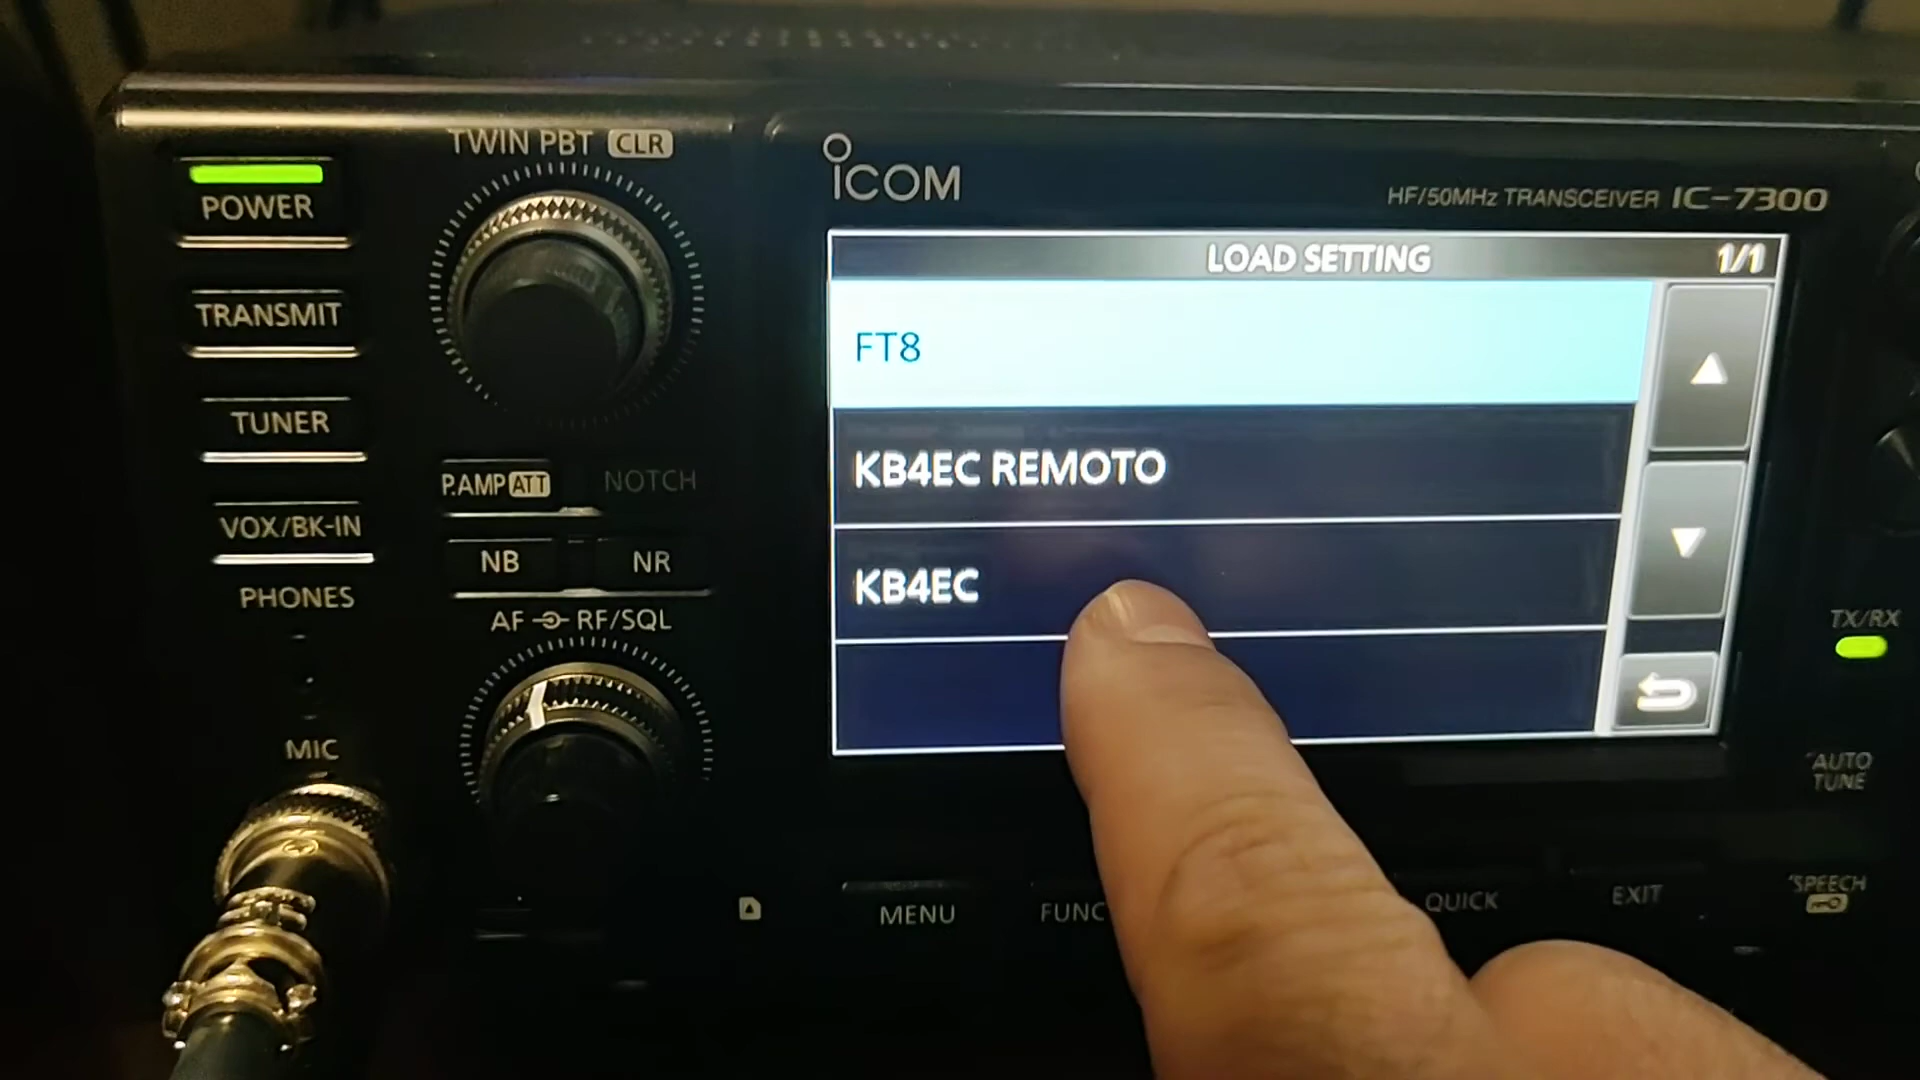 TWIN PBT CLR
POWER
TRANSMIT
TUNER
VOX/BK-IN
PHONES
MIC
P.AMP ATT
NOTCH
NB
NR
AF RF/SQL
ICOM
HF/50MHz TRANSCEIVER IC-7300
LOAD SETTING 1/1
FT8
KB4EC REMOTO
KB4EC
TX/RX
AUTO
TUNE
MENU
FUNC
QUICK
EXIT
SPEECH